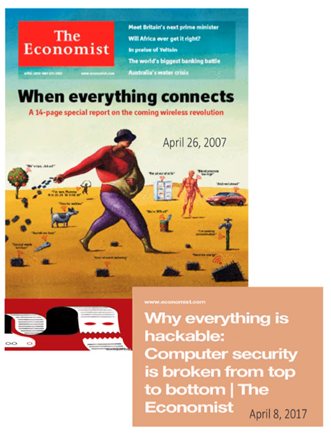 The
Economist
Meet Britain's next prime minister
Will Africa ever get it right?
In praise of Yeltsin
The world's biggest banking battle
Australia's water crisis
When everything connects
A 14-page special report on the coming wireless revolution
April 26, 2007
www.economist.com
Why everything is
hackable:
Computer security
is broken from top
to bottom | The
Economist
April 8, 2017